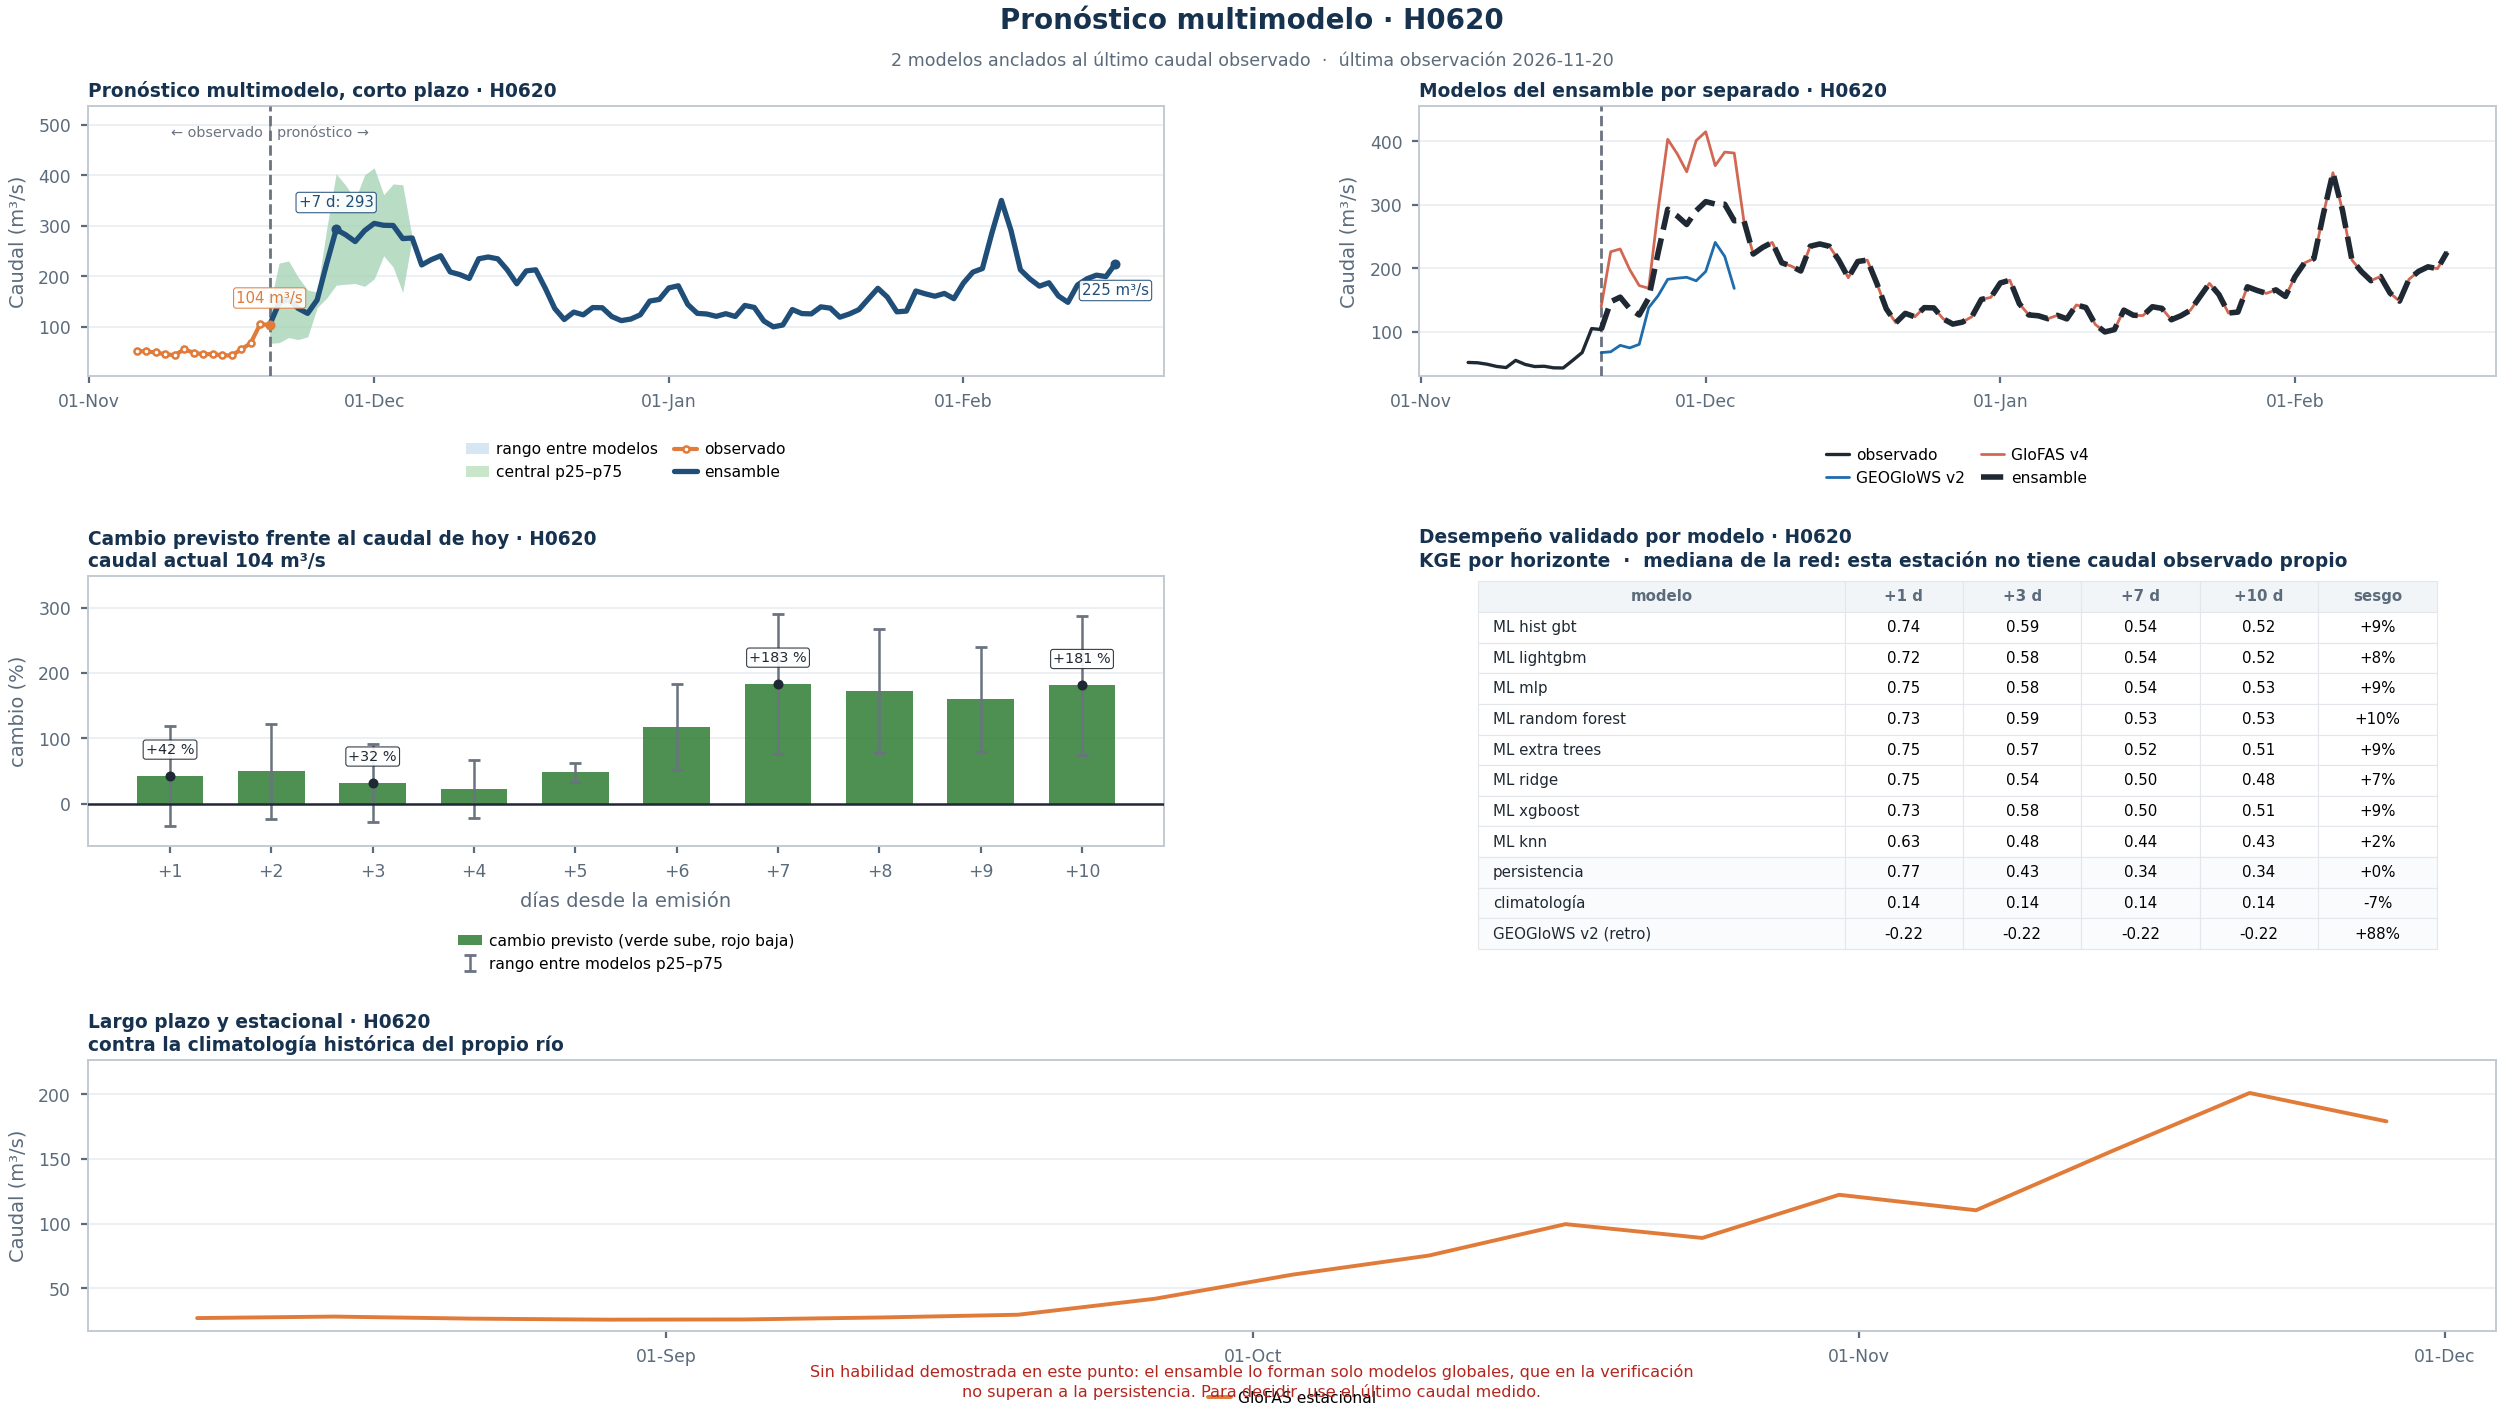 Pronóstico multimodelo · H0620
2 modelos anclados al último caudal observado · última observación 2026-11-20
Pronóstico multimodelo, corto plazo · H0620
Caudal (m³/s)
500
400
300
200
100
← observado
pronóstico →
+7 d: 293
104 m³/s
225 m³/s
01-Nov
01-Dec
01-Jan
01-Feb
rango entre modelos
observado
central p25–p75
ensamble
Modelos del ensamble por separado · H0620
Caudal (m³/s)
400
300
200
100
01-Nov
01-Dec
01-Jan
01-Feb
observado
GloFAS v4
GEOGloWS v2
ensamble
Cambio previsto frente al caudal de hoy · H0620
caudal actual 104 m³/s
cambio (%)
300
200
100
0
+42 %
+32 %
+183 %
+181 %
+1
+2
+3
+4
+5
+6
+7
+8
+9
+10
días desde la emisión
cambio previsto (verde sube, rojo baja)
rango entre modelos p25–p75
Desempeño validado por modelo · H0620
KGE por horizonte · mediana de la red: esta estación no tiene caudal observado propio
modelo +1 d +3 d +7 d +10 d sesgo
ML hist gbt 0.74 0.59 0.54 0.52 +9%
ML lightgbm 0.72 0.58 0.54 0.52 +8%
ML mlp 0.75 0.58 0.54 0.53 +9%
ML random forest 0.73 0.59 0.53 0.53 +10%
ML extra trees 0.75 0.57 0.52 0.51 +9%
ML ridge 0.75 0.54 0.50 0.48 +7%
ML xgboost 0.73 0.58 0.50 0.51 +9%
ML knn 0.63 0.48 0.44 0.43 +2%
persistencia 0.77 0.43 0.34 0.34 +0%
climatología 0.14 0.14 0.14 0.14 -7%
GEOGloWS v2 (retro) -0.22 -0.22 -0.22 -0.22 +88%
Largo plazo y estacional · H0620
contra la climatología histórica del propio río
Caudal (m³/s)
200
150
100
50
01-Sep
01-Oct
01-Nov
01-Dec
Sin habilidad demostrada en este punto: el ensamble lo forman solo modelos globales, que en la verificación
no superan a la persistencia. Para decidir, use el último caudal medido.
GloFAS estacional